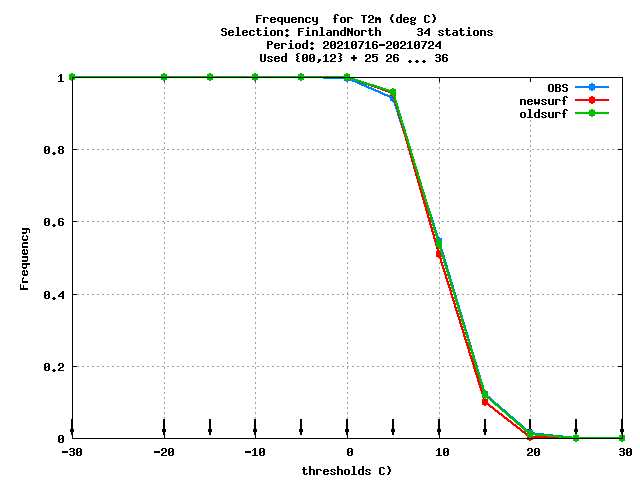 Frequency  for T2m (deg C)
Selection: FinlandNorth     34 stations
Period: 20210716-20210724
Used {00,12} + 25 26 ... 36
OBS
newsurf
oldsurf
1
0.8
0.6
0.4
0.2
0
Frequency
-30
-20
-10
0
10
20
30
thresholds C)